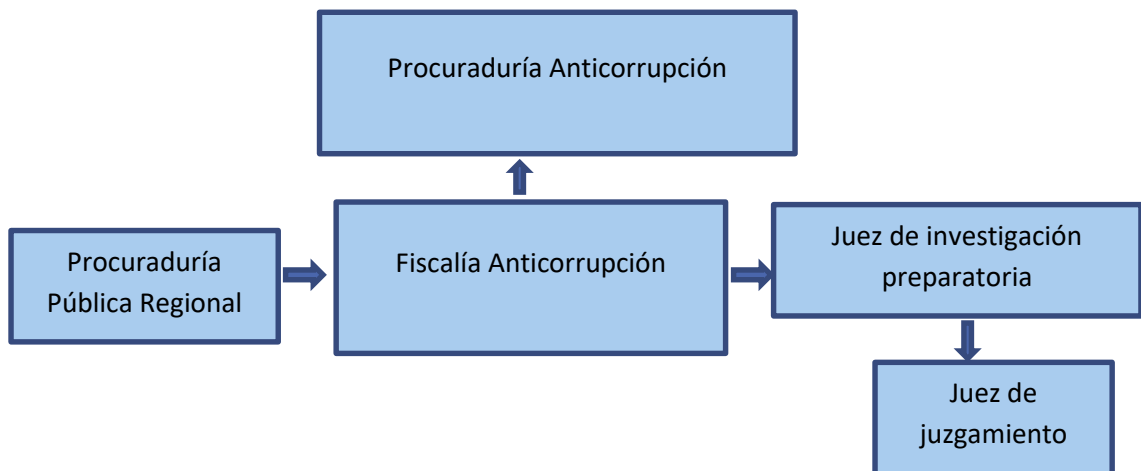 Procuraduría Anticorrupción
Procuraduría
Pública Regional
Fiscalía Anticorrupción
Juez de investigación
preparatoria
Juez de
juzgamiento